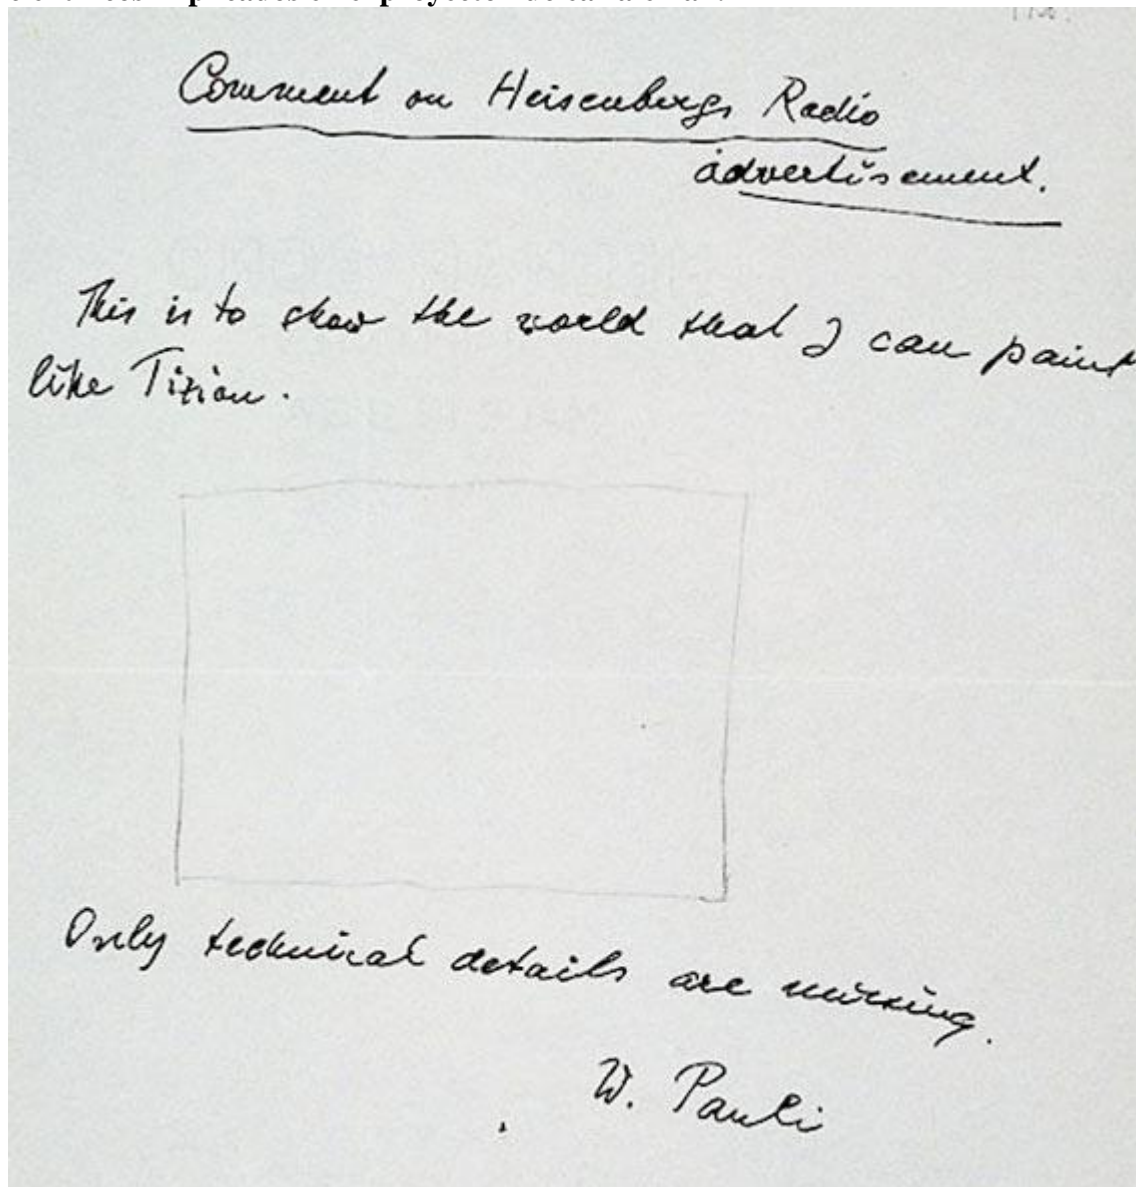 Comment on Heisenbergs Radio
advertisement.
This is to show the world that I can paint
like Tizian.
Only technical details are missing.
W. Pauli